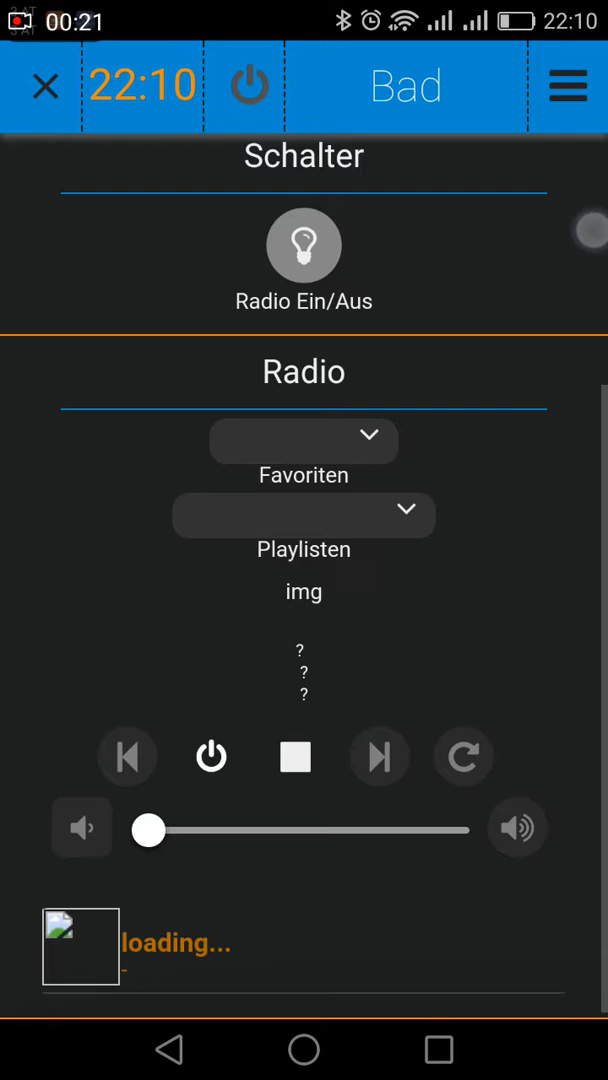 00:21
22:10
22:10
Bad
Schalter
Radio Ein/Aus
Radio
Favoriten
Playlisten
img
?
?
?
loading...
-